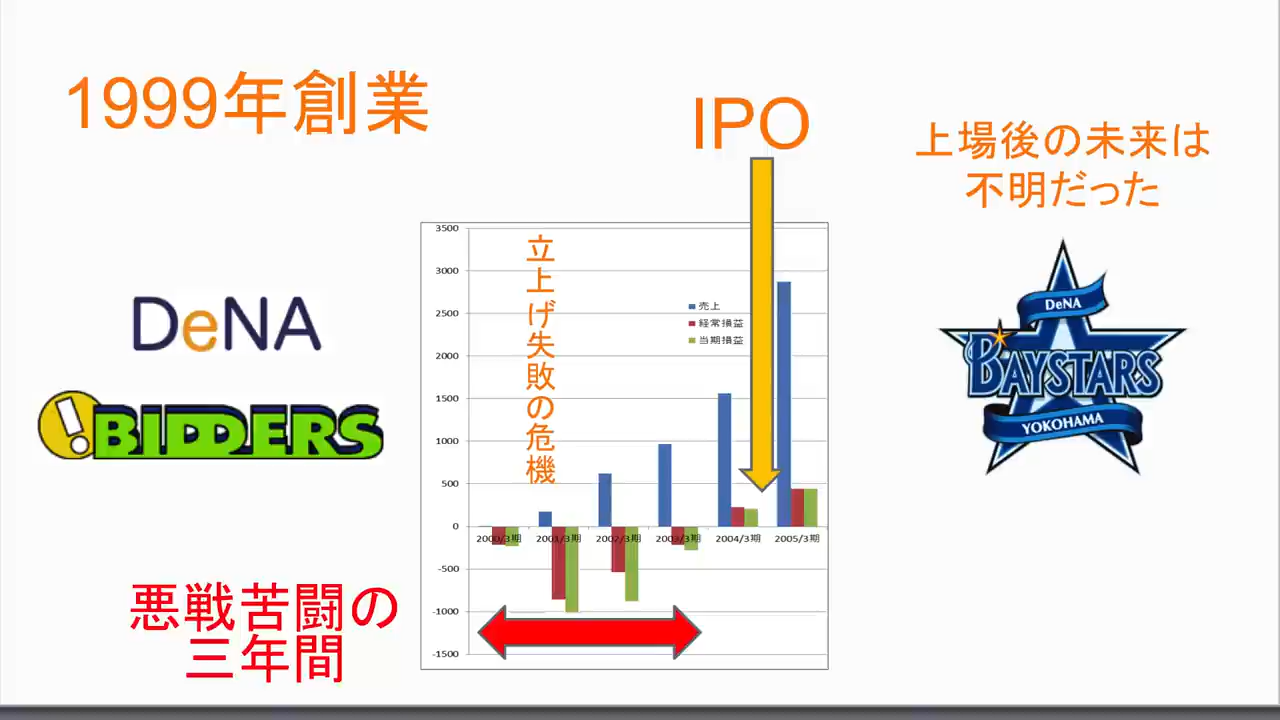 1999年創業
IPO
上場後の未来は
不明だった
DeNA
!BIDDERS
DeNA
BAYSTARS
YOKOHAMA
立上げ失敗の危機
3500
3000
2500
2000
1500
1000
500
0
-500
-1000
-1500
売上
経常損益
当期損益
2000/3期
2001/3期
2002/3期
2003/3期
2004/3期
2005/3期
悪戦苦闘の
三年間